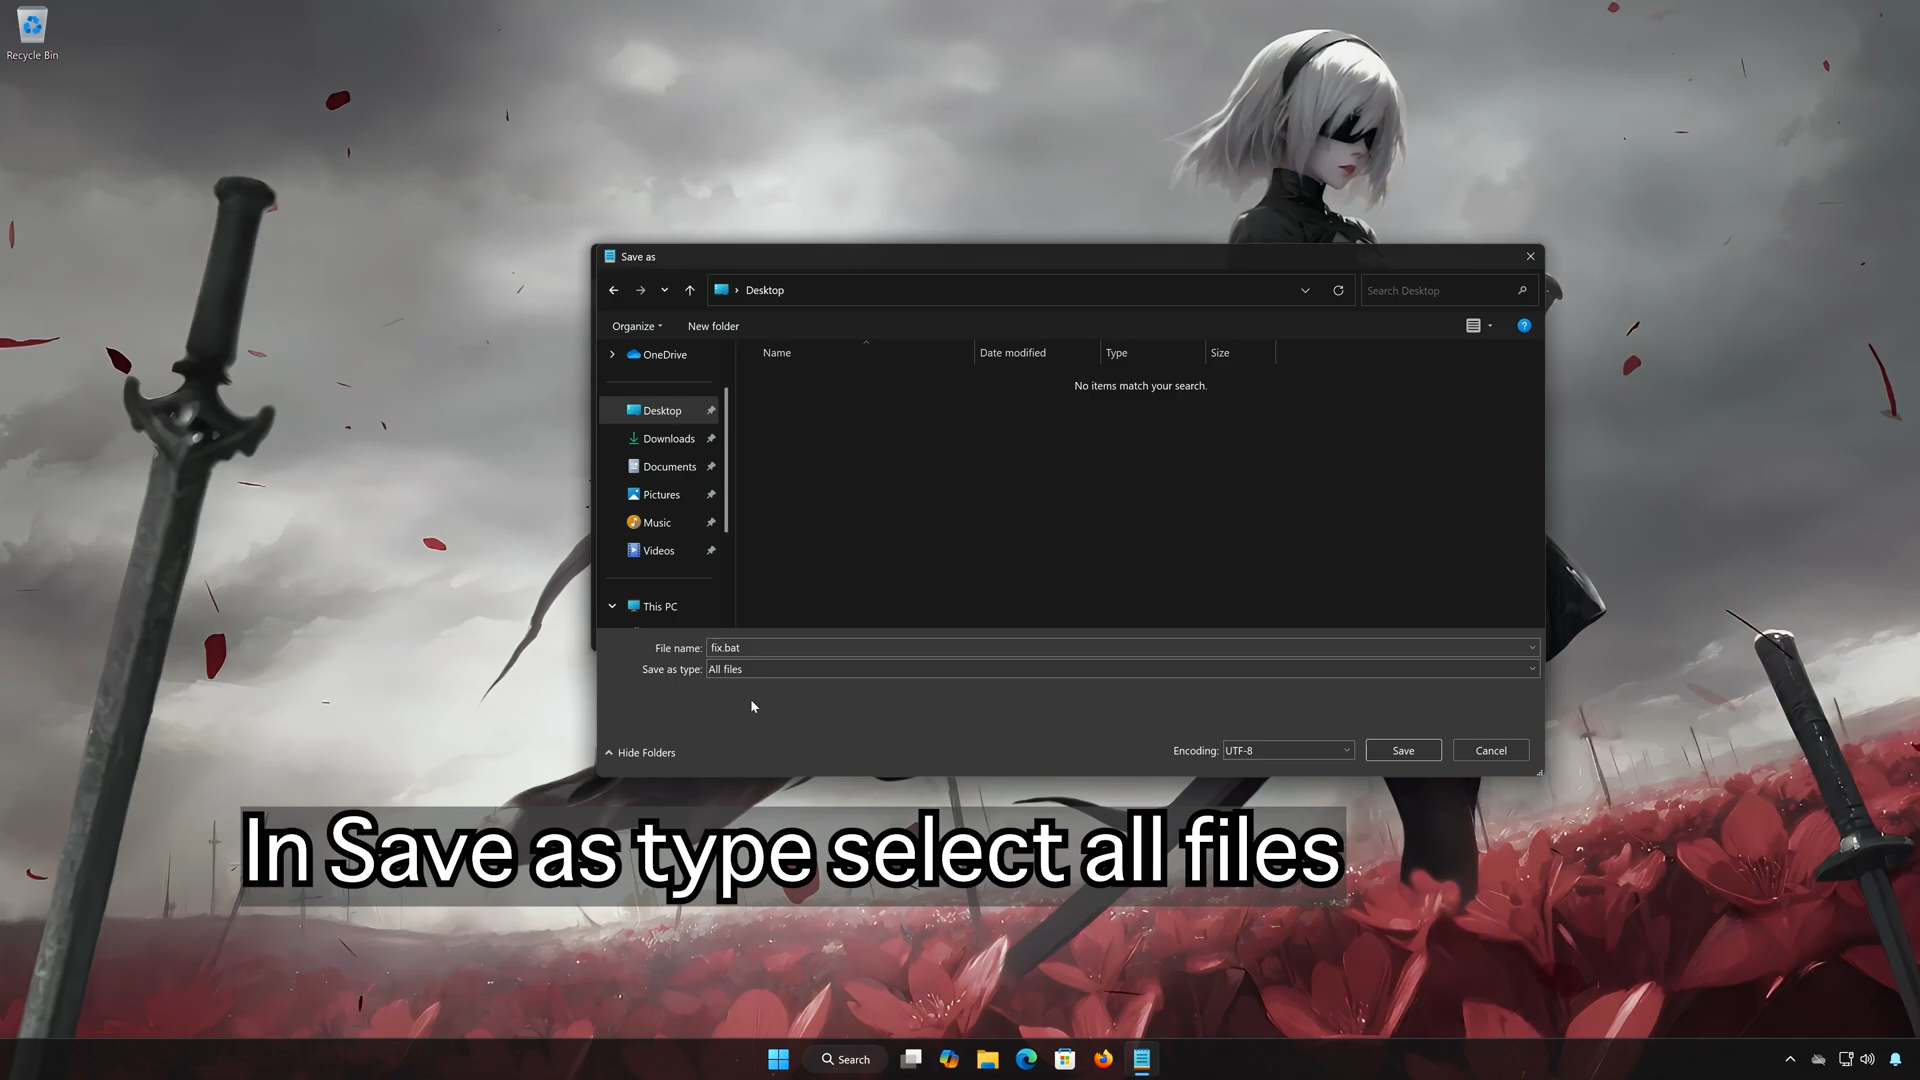 Recycle Bin
Save as
Desktop
Search Desktop
Organize
New folder
OneDrive
Name
Date modified
Type
Size
No items match your search.
Desktop
Downloads
Documents
Pictures
Music
Videos
This PC
File name: fix.bat
Save as type: All files
Hide Folders
Encoding: UTF-8
Save
Cancel
In Save as type select all files
Search